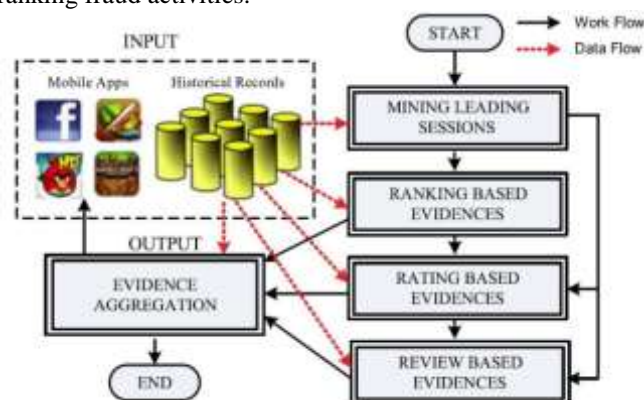 ranking fraud activities.
INPUT
START
Work Flow
Data Flow
Mobile Apps
Historical Records
MINING LEADING
SESSIONS
RANKING BASED
EVIDENCES
OUTPUT
EVIDENCE
AGGREGATION
RATING BASED
EVIDENCES
END
REVIEW BASED
EVIDENCES